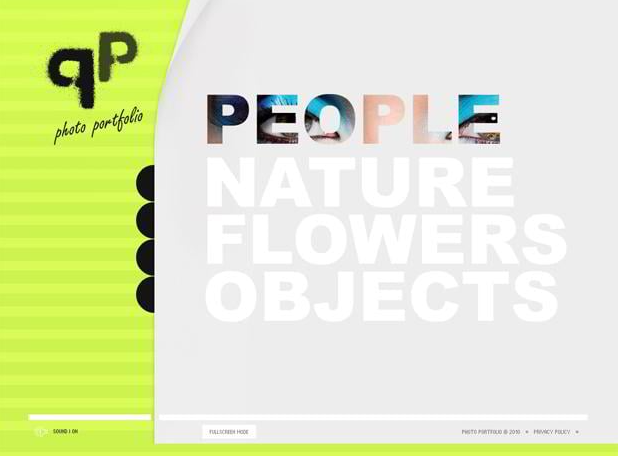 qp
photo portfolio
PEOPLE
NATURE
FLOWERS
OBJECTS
SOUND | ON
FULLSCREEN MODE
PHOTO PORTFOLIO © 2010 • PRIVACY POLICY •